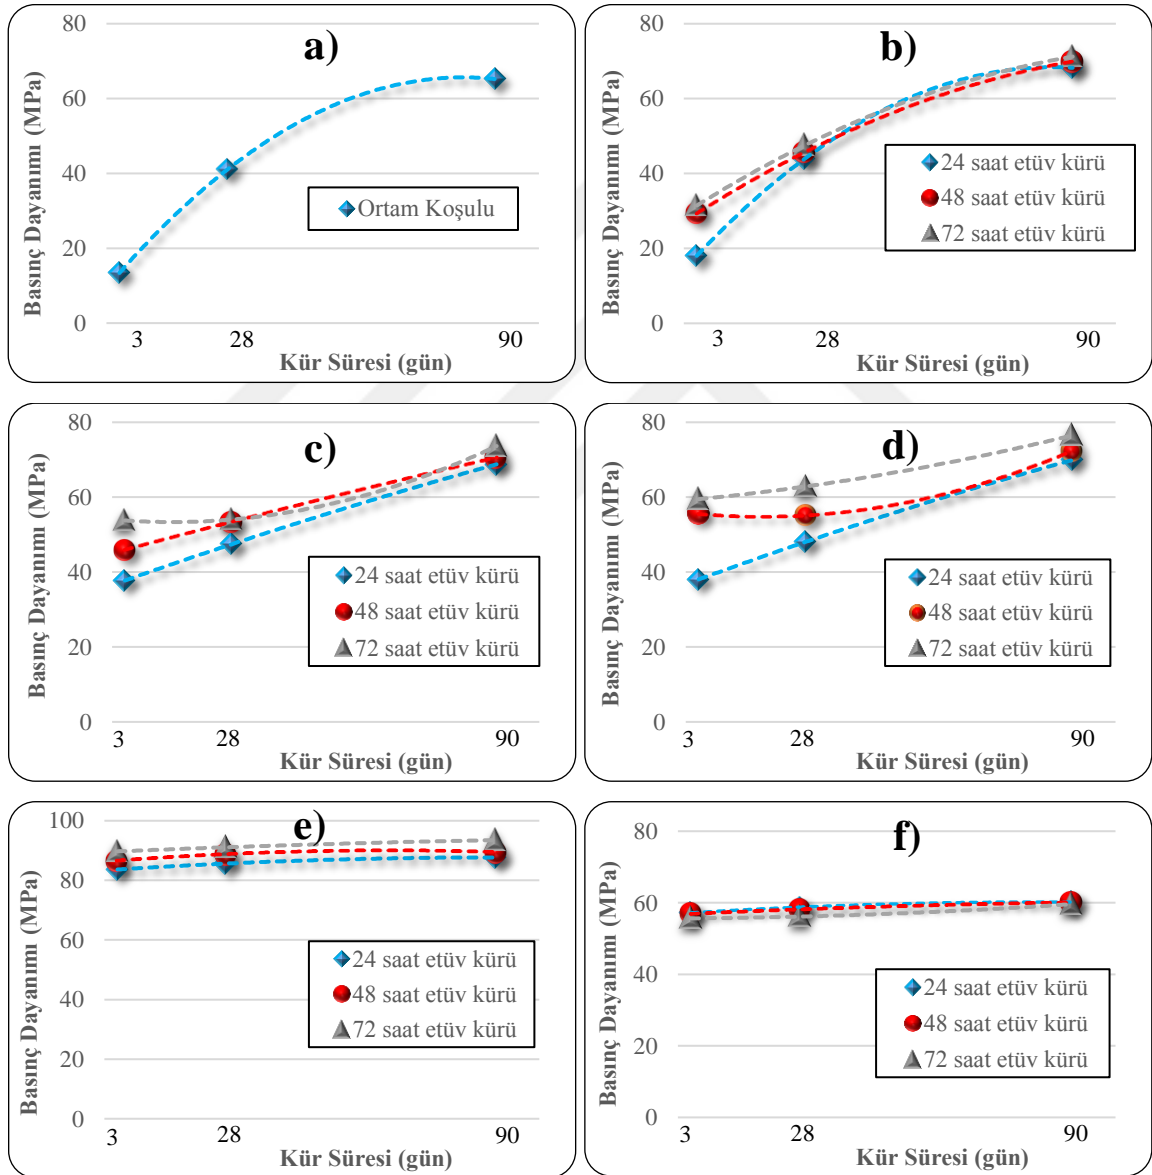 a)
80
60
40
20
0
Basınç Dayanımı (MPa)
Ortam Koşulu
3 28 90
Kür Süresi (gün)
b)
80
60
40
20
0
Basınç Dayanımı (MPa)
24 saat etüv kürü
48 saat etüv kürü
72 saat etüv kürü
3 28 90
Kür Süresi (gün)
c)
80
60
40
20
0
Basınç Dayanımı (MPa)
24 saat etüv kürü
48 saat etüv kürü
72 saat etüv kürü
3 28 90
Kür Süresi (gün)
d)
80
60
40
20
0
Basınç Dayanımı (MPa)
24 saat etüv kürü
48 saat etüv kürü
72 saat etüv kürü
3 28 90
Kür Süresi (gün)
e)
100
80
60
40
20
0
Basınç Dayanımı (MPa)
24 saat etüv kürü
48 saat etüv kürü
72 saat etüv kürü
3 28 90
Kür Süresi (gün)
f)
80
60
40
20
0
Basınç Dayanımı (MPa)
24 saat etüv kürü
48 saat etüv kürü
72 saat etüv kürü
3 28 90
Kür Süresi (gün)